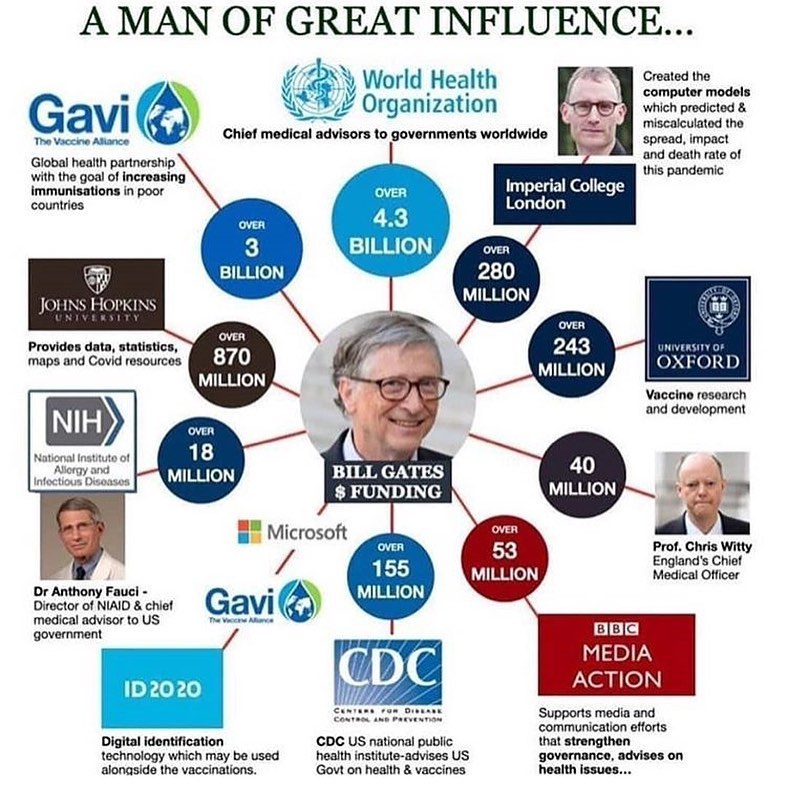 A MAN OF GREAT INFLUENCE...
Gavi
The Vaccine Alliance
Global health partnership
with the goal of increasing
immunisations in poor
countries
World Health
Organization
Chief medical advisors to governments worldwide
Created the
computer models
which predicted &
miscalculated the
spread, impact
and death rate of
this pandemic
Imperial College
London
OVER
3
BILLION
OVER
4.3
BILLION
OVER
280
MILLION
JOHNS HOPKINS
UNIVERSITY
Provides data, statistics,
maps and Covid resources
OVER
870
MILLION
OVER
243
MILLION
UNIVERSITY OF
OXFORD
Vaccine research
and development
NIH
National Institute of
Allergy and
Infectious Diseases
OVER
18
MILLION
BILL GATES
$ FUNDING
40
MILLION
Dr Anthony Fauci -
Director of NIAID & chief
medical advisor to US
government
Prof. Chris Witty
England's Chief
Medical Officer
Microsoft
Gavi
The Vaccine Alliance
OVER
155
MILLION
OVER
53
MILLION
ID2020
Digital identification
technology which may be used
alongside the vaccinations.
CDC
CENTERS FOR DISEASE
CONTROL AND PREVENTION
CDC US national public
health institute-advises US
Govt on health & vaccines
BBC
MEDIA
ACTION
Supports media and
communication efforts
that strengthen
governance, advises on
health issues...